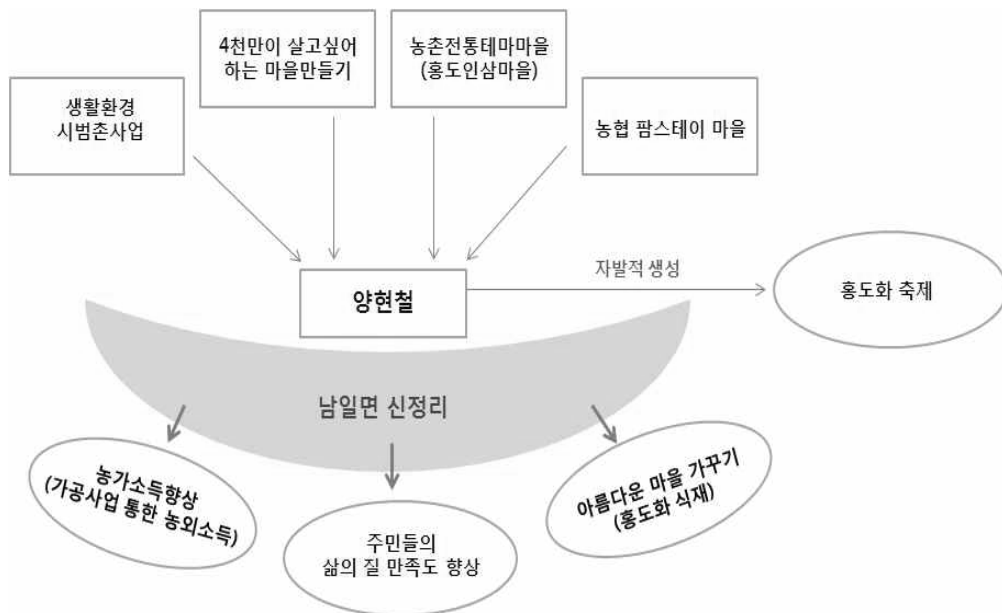 4천만이 살고싶어
하는 마을만들기
농촌전통테마마을
(홍도인삼마을)
생활환경
시범촌사업
농협 팜스테이 마을
자발적 생성
양현철
홍도화 축제
남일면 신정리
농가소득향상
(가공사업 통한 농외소득)
아름다운 마을 가꾸기
(홍도화 식재)
주민들의
삶의 질 만족도 향상